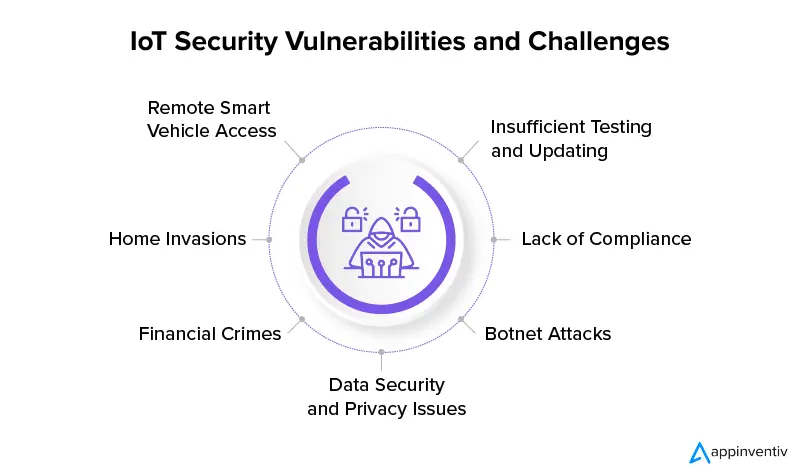 IoT Security Vulnerabilities and Challenges
Remote Smart
Vehicle Access
Insufficient Testing
and Updating
Home Invasions
Lack of Compliance
Financial Crimes
Botnet Attacks
Data Security
and Privacy Issues
appinventiv